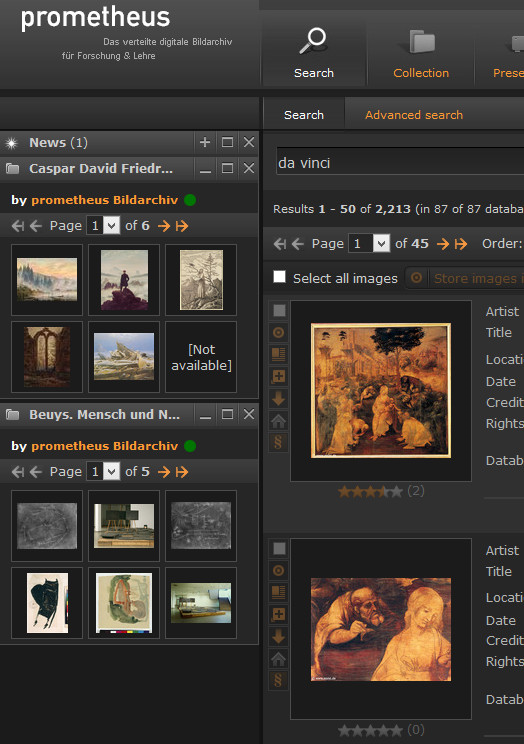 prometheus
Das verteilte digitale Bildarchiv
für Forschung & Lehre
Search
Collection
Prese
News (1)
Caspar David Friedr...
by prometheus Bildarchiv
Page 1 of 6
[Not
available]
Beuys. Mensch und N...
by prometheus Bildarchiv
Page 1 of 5
Search
Advanced search
da vinci
Results 1 - 50 of 2,213 (in 87 of 87 databa
Page 1 of 45 Order:
Select all images
Store images i
Artist
Title
Locati
Date
Credit
Rights
Datab
(2)
Artist
Title
Locati
Date
Credit
Rights
Datab
(0)